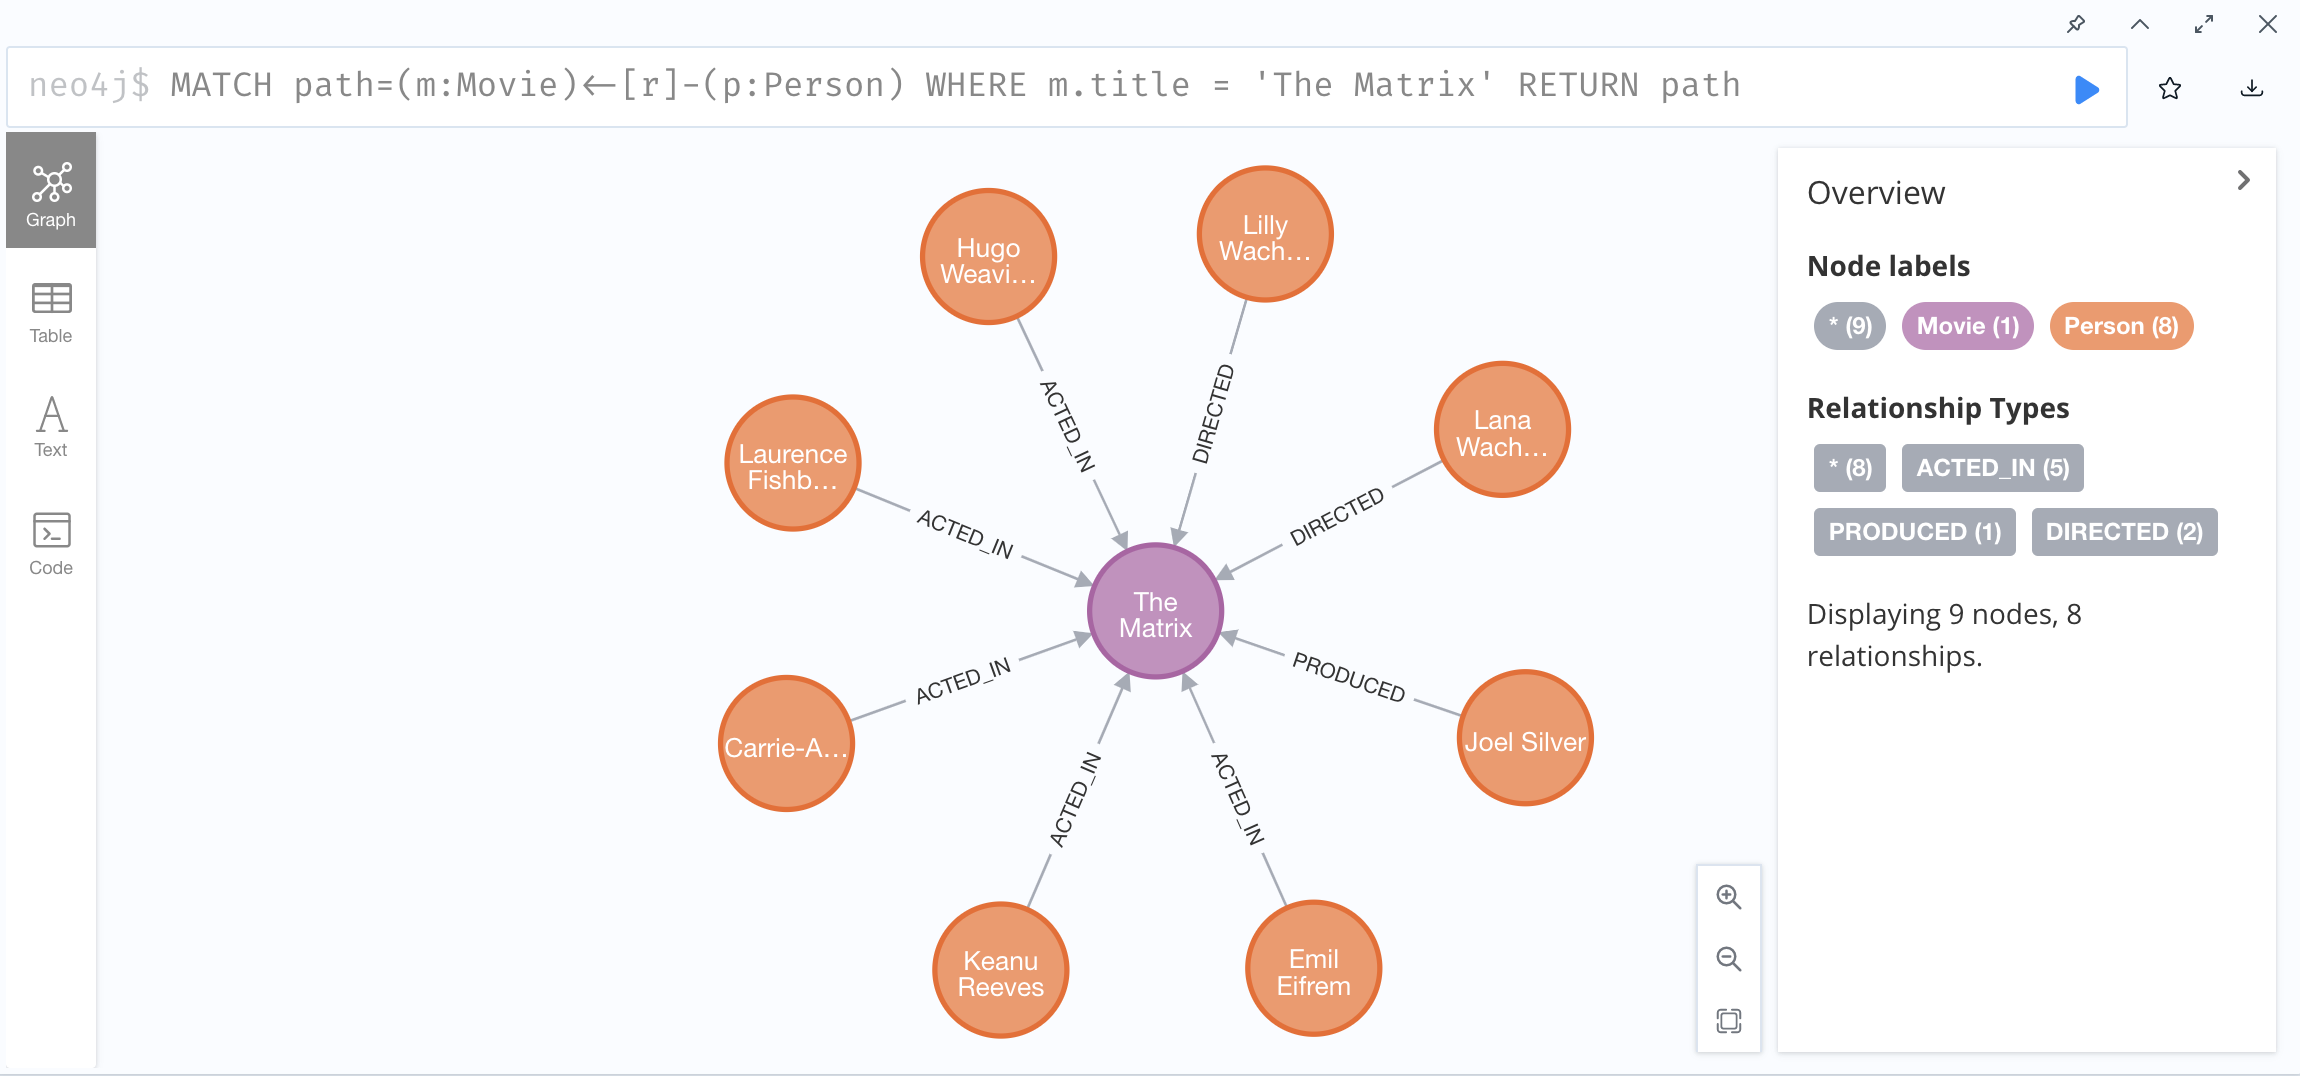 neo4j$ MATCH path=(m:Movie)<-[r]-(p:Person) WHERE m.title = 'The Matrix' RETURN path
Graph
Table
Text
Code
Hugo
Weavi...
Lilly
Wach...
Lana
Wach...
Laurence
Fishb...
The
Matrix
Carrie-A...
Joel Silver
Keanu
Reeves
Emil
Eifrem
ACTED_IN
DIRECTED
DIRECTED
ACTED_IN
ACTED_IN
PRODUCED
ACTED_IN
ACTED_IN
Overview
Node labels
* (9) Movie (1) Person (8)
Relationship Types
* (8) ACTED_IN (5)
PRODUCED (1) DIRECTED (2)
Displaying 9 nodes, 8
relationships.